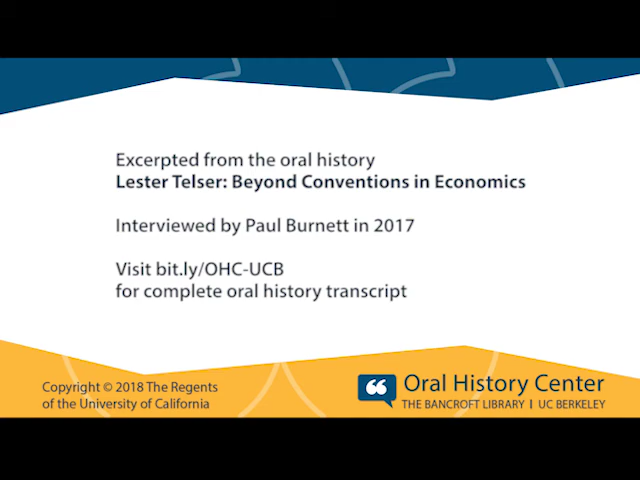 Excerpted from the oral history
Lester Telser: Beyond Conventions in Economics
Interviewed by Paul Burnett in 2017
Visit bit.ly/OHC-UCB
for complete oral history transcript
Copyright © 2018 The Regents
of the University of California
Oral History Center
THE BANCROFT LIBRARY | UC BERKELEY